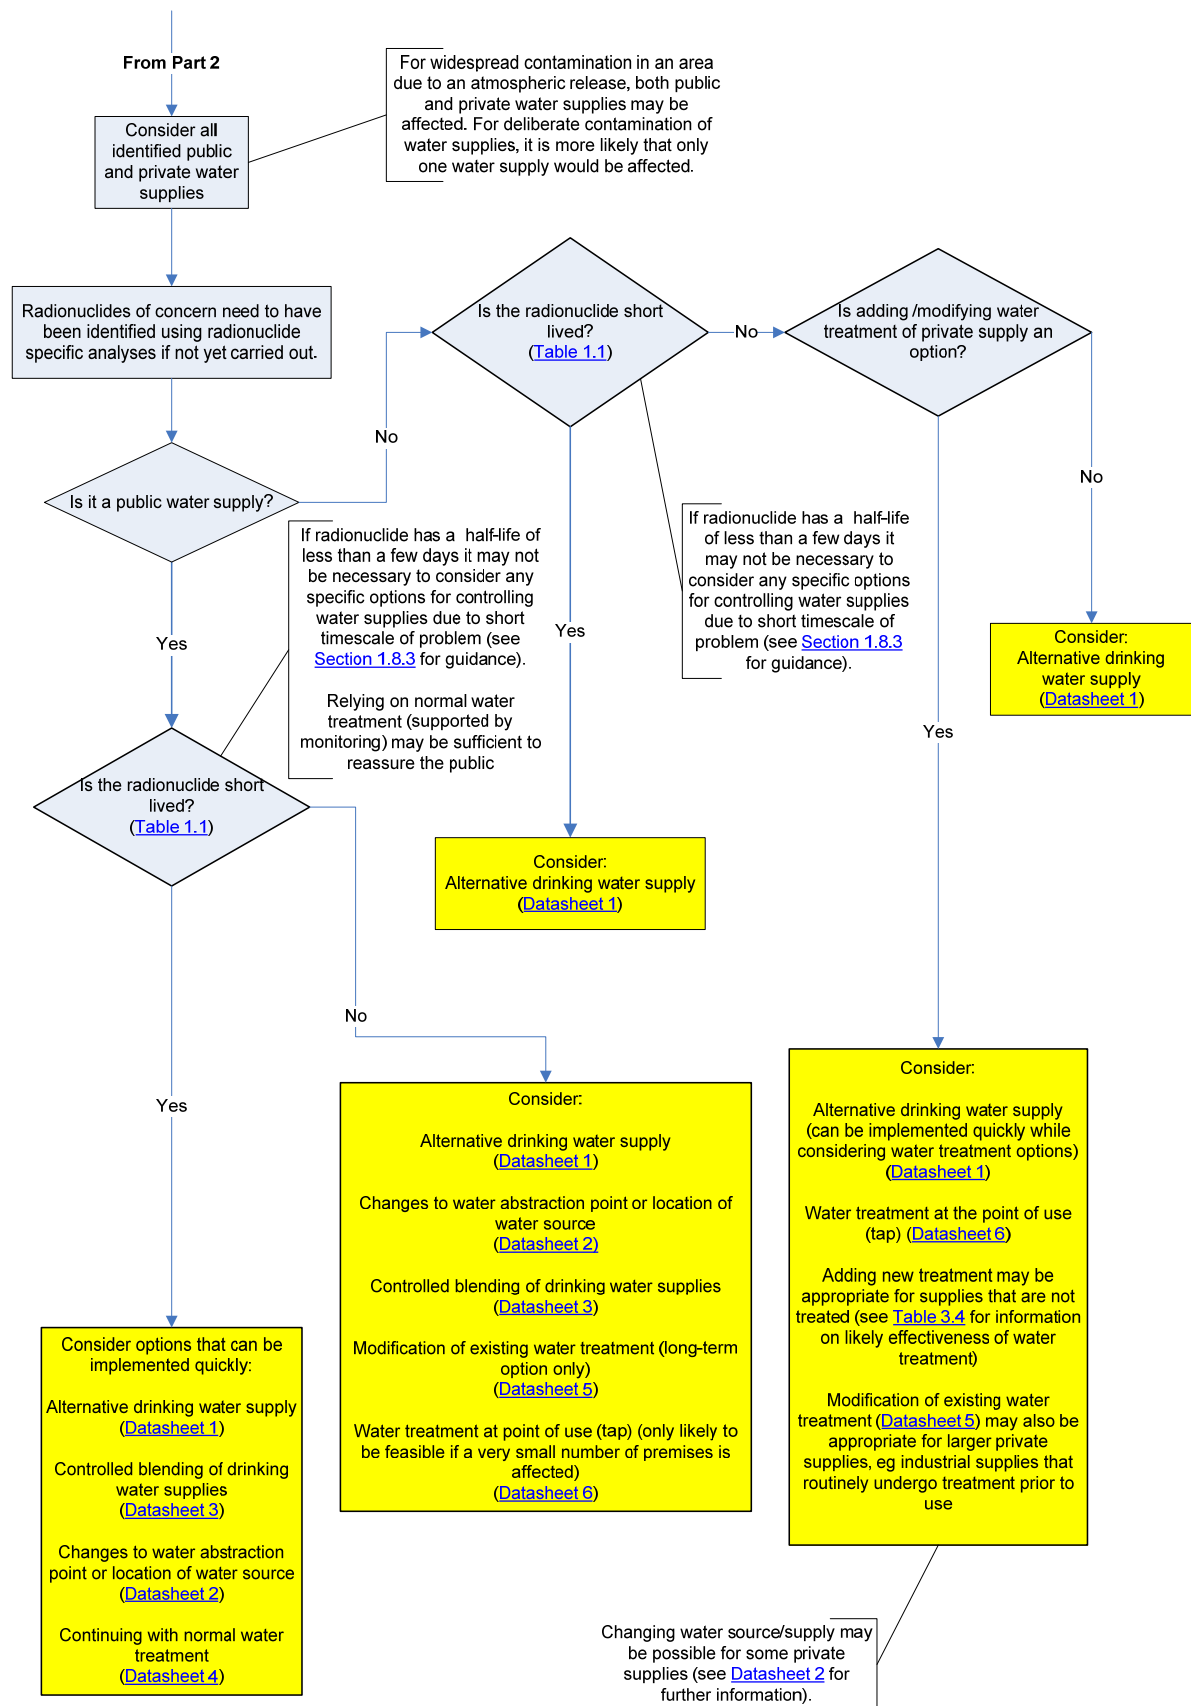 From Part 2
For widespread contamination in an area
due to an atmospheric release, both public
and private water supplies may be
affected. For deliberate contamination of
water supplies, it is more likely that only
one water supply would be affected.
Consider all
identified public
and private water
supplies
Radionuclides of concern need to have
been identified using radionuclide
specific analyses if not yet carried out.
Is the radionuclide short
lived?
(Table 1.1)
No
Is adding /modifying water
treatment of private supply an
option?
No
No
Is it a public water supply?
If radionuclide has a half-life of
less than a few days it may not
be necessary to consider any
specific options for controlling
water supplies due to short
timescale of problem (see
Section 1.8.3 for guidance).
Relying on normal water
treatment (supported by
monitoring) may be sufficient to
reassure the public
If radionuclide has a half-life
of less than a few days it
may not be necessary to
consider any specific options
for controlling water supplies
due to short timescale of
problem (see Section 1.8.3
for guidance).
Yes
Yes
Consider:
Alternative drinking
water supply
(Datasheet 1)
Yes
Is the radionuclide short
lived?
(Table 1.1)
Consider:
Alternative drinking water supply
(Datasheet 1)
No
Yes
Consider:
Alternative drinking water supply
(Datasheet 1)
Changes to water abstraction point or location of
water source
(Datasheet 2)
Controlled blending of drinking water supplies
(Datasheet 3)
Modification of existing water treatment (long-term
option only)
(Datasheet 5)
Water treatment at point of use (tap) (only likely to
be feasible if a very small number of premises is
affected)
(Datasheet 6)
Consider:
Alternative drinking water supply
(can be implemented quickly while
considering water treatment options)
(Datasheet 1)
Water treatment at the point of use
(tap) (Datasheet 6)
Adding new treatment may be
appropriate for supplies that are not
treated (see Table 3.4 for information
on likely effectiveness of water
treatment)
Modification of existing water
treatment (Datasheet 5) may also be
appropriate for larger private
supplies, eg industrial supplies that
routinely undergo treatment prior to
use
Consider options that can be
implemented quickly:
Alternative drinking water supply
(Datasheet 1)
Controlled blending of drinking
water supplies
(Datasheet 3)
Changes to water abstraction
point or location of water source
(Datasheet 2)
Continuing with normal water
treatment
(Datasheet 4)
Changing water source/supply may
be possible for some private
supplies (see Datasheet 2 for
further information).